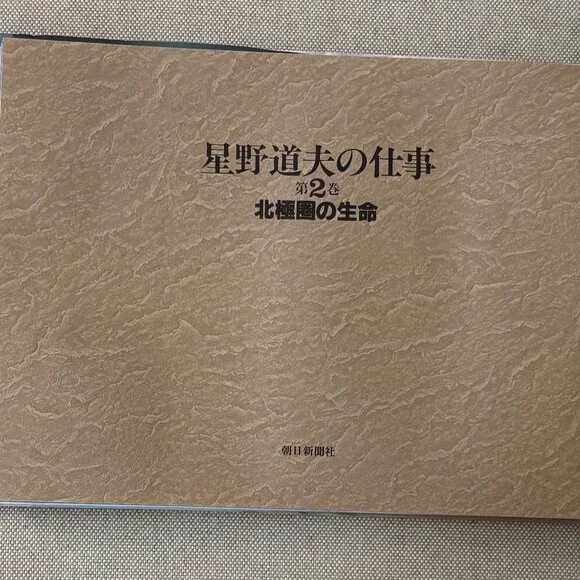 星野道夫の仕事
第2巻
北極圏の生命
朝日新聞社